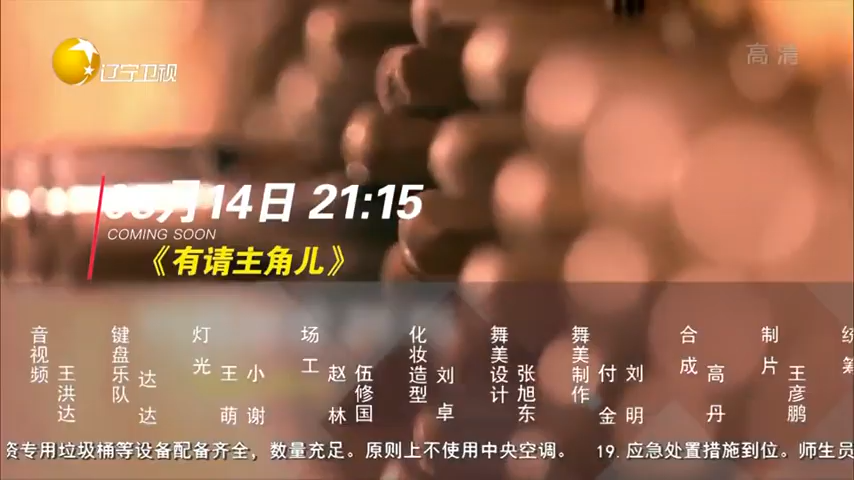 辽宁卫视
高清
月14日 21:15
COMING SOON
《有请主角儿》
音视频
王洪达
键盘乐队
达达
灯光
王萌
小谢
场工
赵林
伍修国
化妆造型
刘卓
舞美设计
张旭东
舞美制作
付金
刘明
合成
高丹
制片
王彦鹏
资专用垃圾桶等设备配备齐全，数量充足。原则上不使用中央空调。 19.应急处置措施到位。师生员